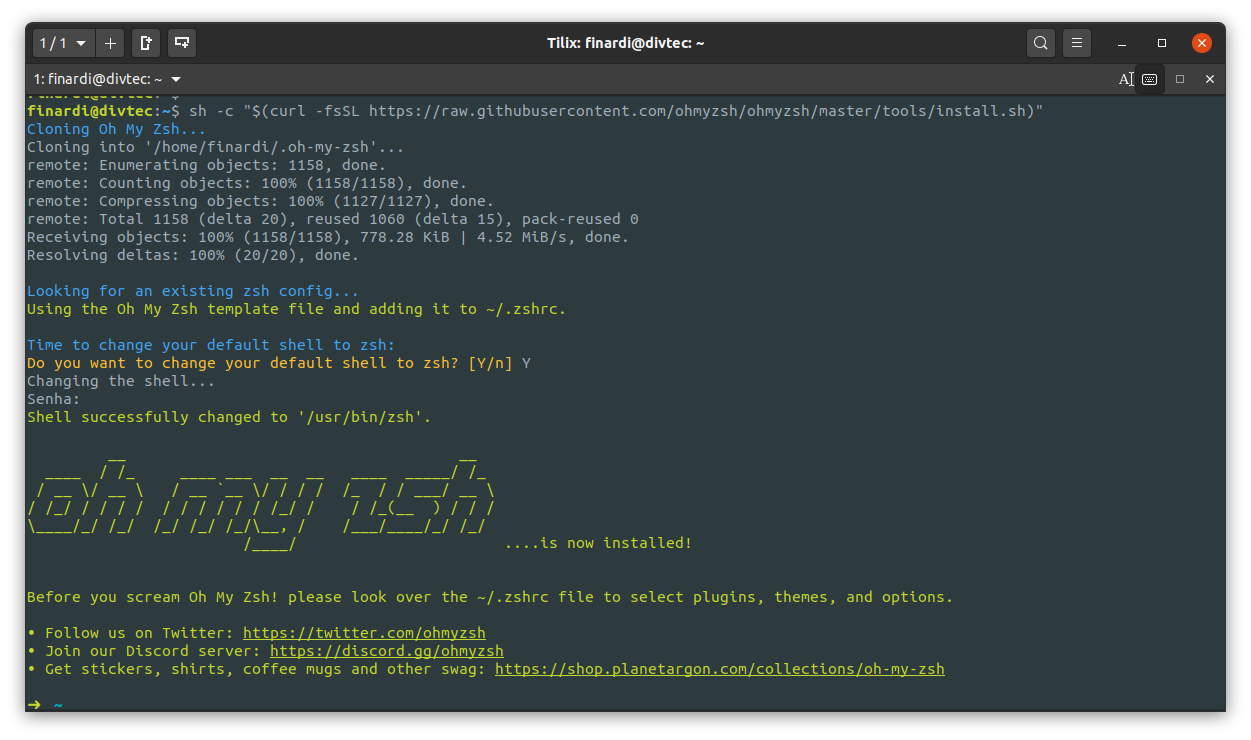 1 / 1
Tilix: finardi@divtec: ~
1: finardi@divtec: ~
finardi@divtec:~$ sh -c "$(curl -fsSL https://raw.githubusercontent.com/ohmyzsh/ohmyzsh/master/tools/install.sh)"
Cloning Oh My Zsh...
Cloning into '/home/finardi/.oh-my-zsh'...
remote: Enumerating objects: 1158, done.
remote: Counting objects: 100% (1158/1158), done.
remote: Compressing objects: 100% (1127/1127), done.
remote: Total 1158 (delta 20), reused 1060 (delta 15), pack-reused 0
Receiving objects: 100% (1158/1158), 778.28 KiB | 4.52 MiB/s, done.
Resolving deltas: 100% (20/20), done.
Looking for an existing zsh config...
Using the Oh My Zsh template file and adding it to ~/.zshrc.
Time to change your default shell to zsh:
Do you want to change your default shell to zsh? [Y/n] Y
Changing the shell...
Senha:
Shell successfully changed to '/usr/bin/zsh'.
oh my zsh
....is now installed!
Before you scream Oh My Zsh! please look over the ~/.zshrc file to select plugins, themes, and options.
• Follow us on Twitter: https://twitter.com/ohmyzsh
• Join our Discord server: https://discord.gg/ohmyzsh
• Get stickers, shirts, coffee mugs and other swag: https://shop.planetargon.com/collections/oh-my-zsh
➜ ~